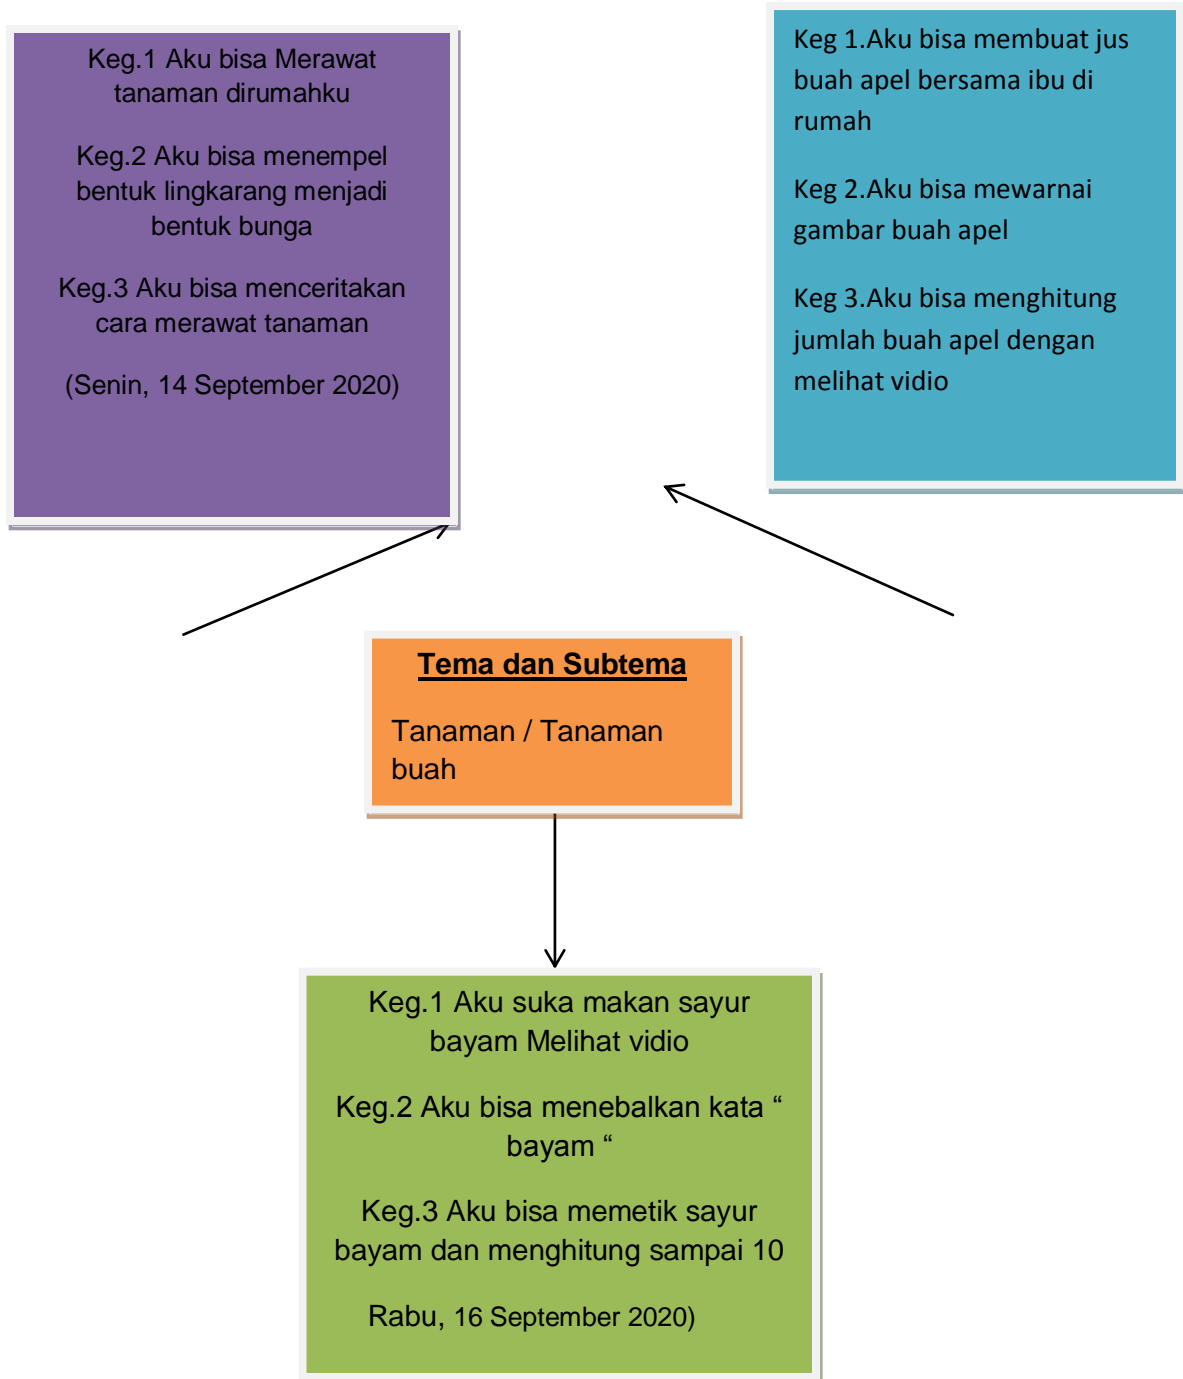 Keg.1 Aku bisa Merawat
tanaman dirumahku
Keg.2 Aku bisa menempel
bentuk lingkarang menjadi
bentuk bunga
Keg.3 Aku bisa menceritakan
cara merawat tanaman
(Senin, 14 September 2020)
Keg 1.Aku bisa membuat jus
buah apel bersama ibu di
rumah
Keg 2.Aku bisa mewarnai
gambar buah apel
Keg 3.Aku bisa menghitung
jumlah buah apel dengan
melihat vidio
Tema dan Subtema
Tanaman / Tanaman
buah
Keg.1 Aku suka makan sayur
bayam Melihat vidio
Keg.2 Aku bisa menebalkan kata “
bayam “
Keg.3 Aku bisa memetik sayur
bayam dan menghitung sampai 10
Rabu, 16 September 2020)